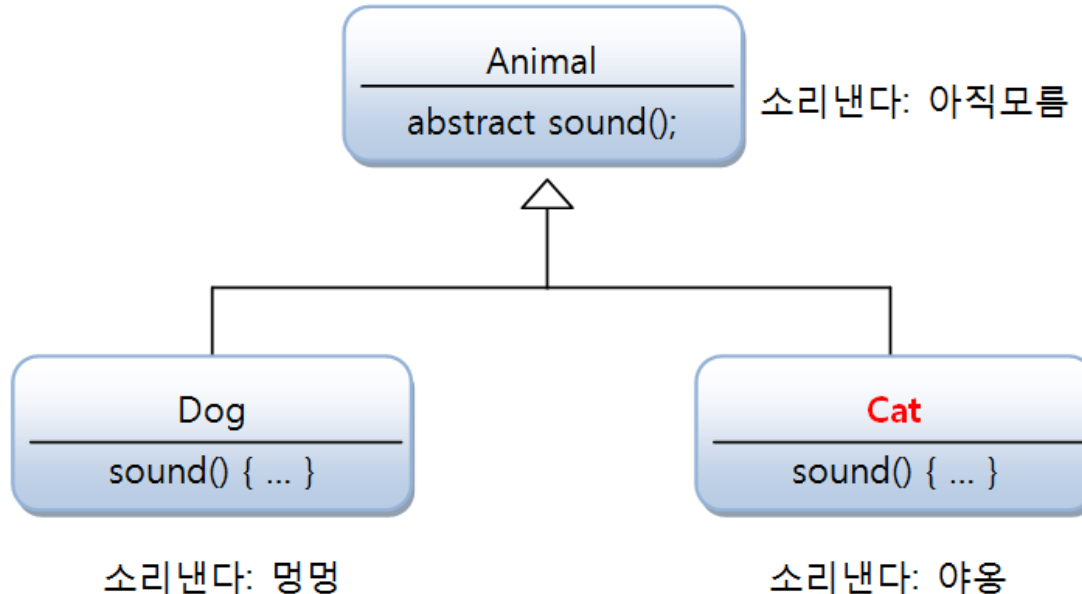 Animal
abstract sound();
소리낸다: 아직모름
Dog
sound() { ... }
소리낸다: 멍멍
Cat
sound() { ... }
소리낸다: 야옹